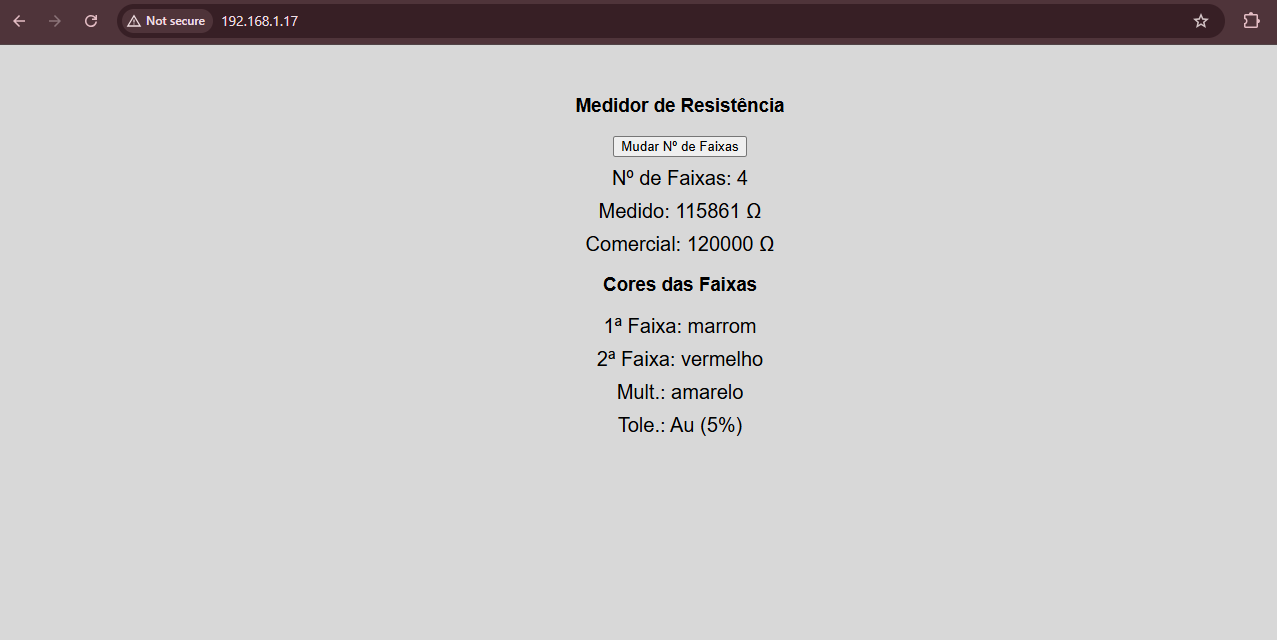 Not secure 192.168.1.17
Medidor de Resistência
Mudar Nº de Faixas
Nº de Faixas: 4
Medido: 115861 Ω
Comercial: 120000 Ω
Cores das Faixas
1ª Faixa: marrom
2ª Faixa: vermelho
Mult.: amarelo
Tole.: Au (5%)